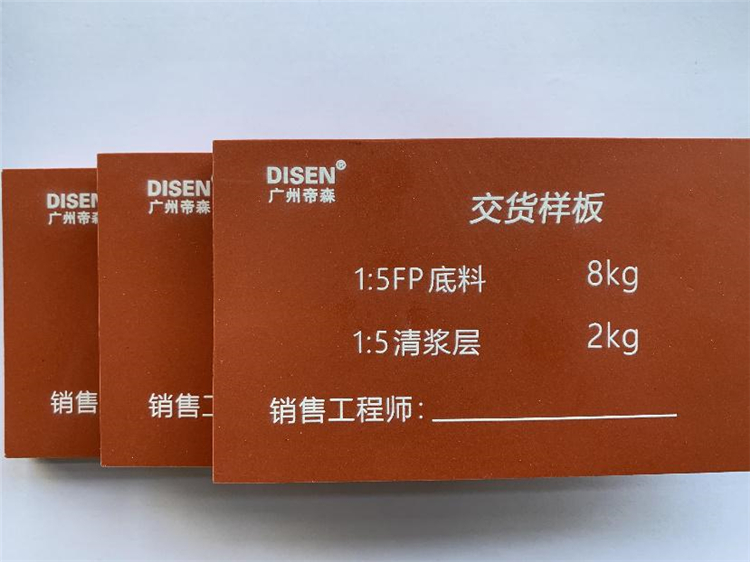 DISEN
广州帝森
销售
DISEN
广州帝森
销售工
DISEN®
广州帝森
交货样板
1:5FP底料 8kg
1:5清浆层 2kg
销售工程师: